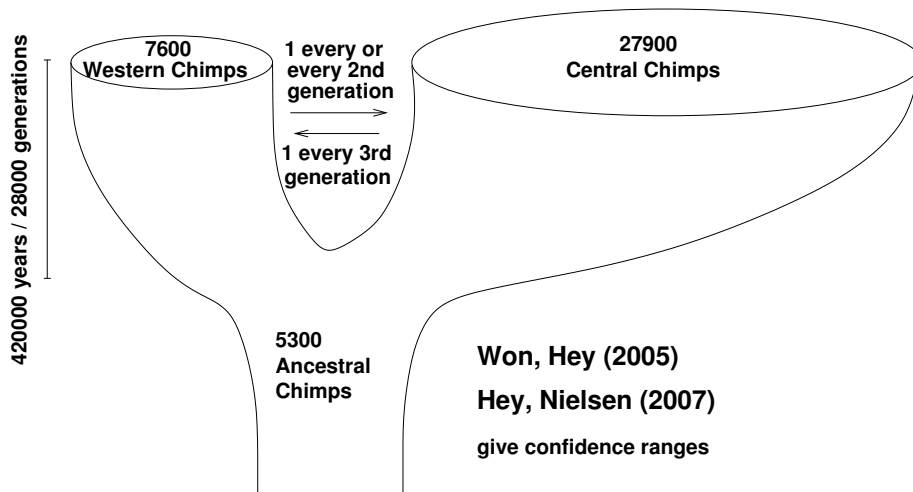 7600
Western Chimps
1 every or
every 2nd
generation
27900
Central Chimps
1 every 3rd
generation
420000 years / 28000 generations
5300
Ancestral
Chimps
Won, Hey (2005)
Hey, Nielsen (2007)
give confidence ranges